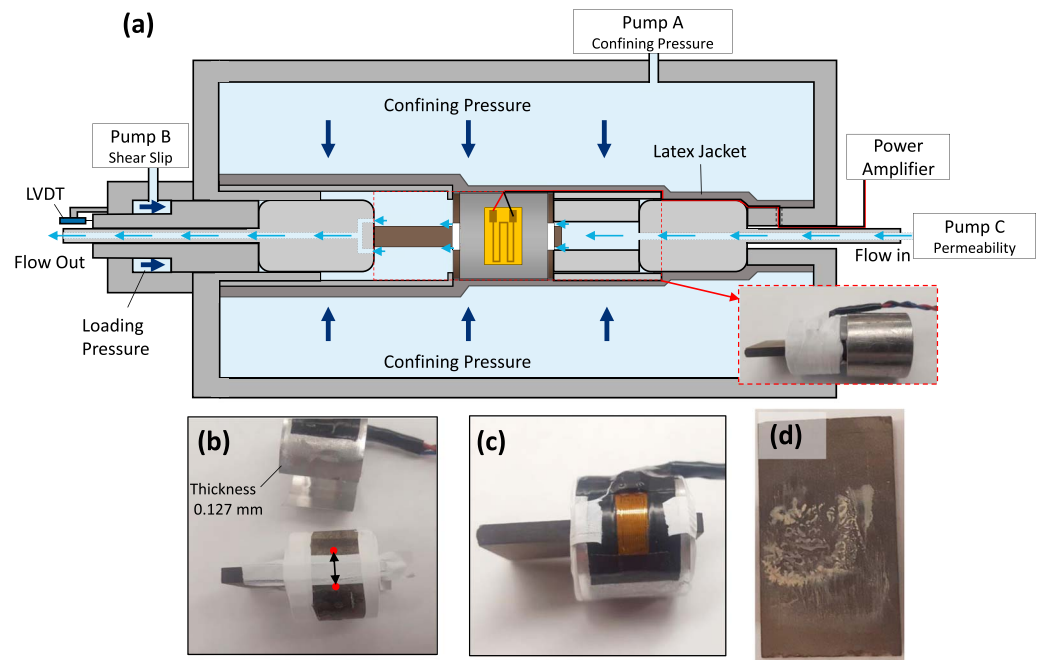 (a)
Pump A
Confining Pressure
Confining Pressure
Pump B
Shear Slip
Latex Jacket
Power
Amplifier
LVDT
Pump C
Permeability
Flow Out
Flow in
Loading
Pressure
Confining Pressure
(b)
Thickness
0.127 mm
(c)
(d)